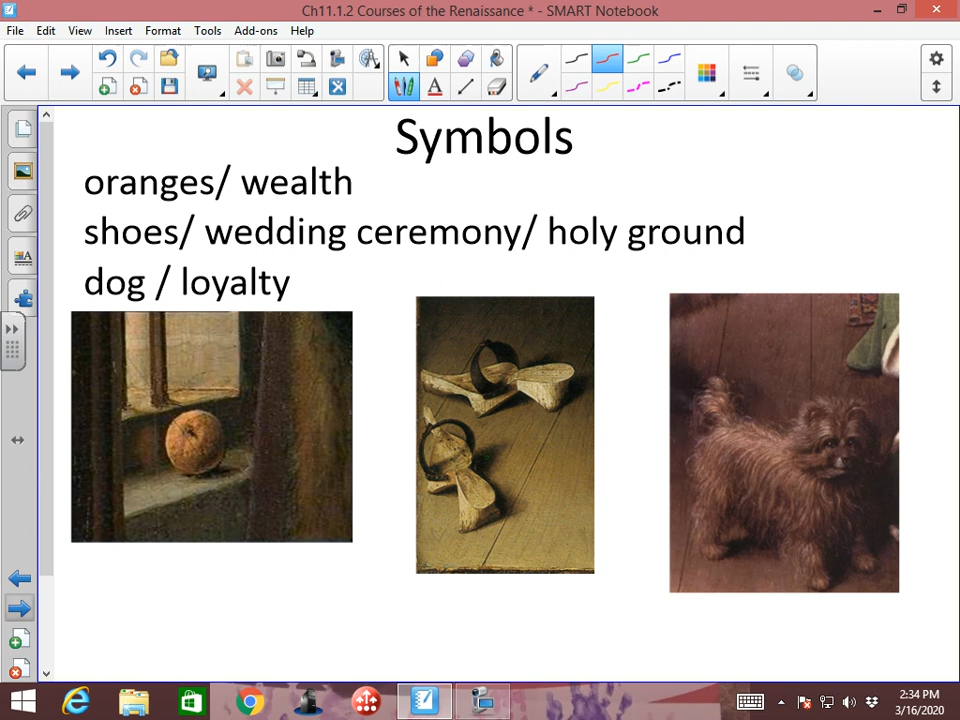 Ch11.1.2 Courses of the Renaissance * - SMART Notebook
File Edit View Insert Format Tools Add-ons Help
Symbols
oranges/ wealth
shoes/ wedding ceremony/ holy ground
dog / loyalty
2:34 PM
3/16/2020